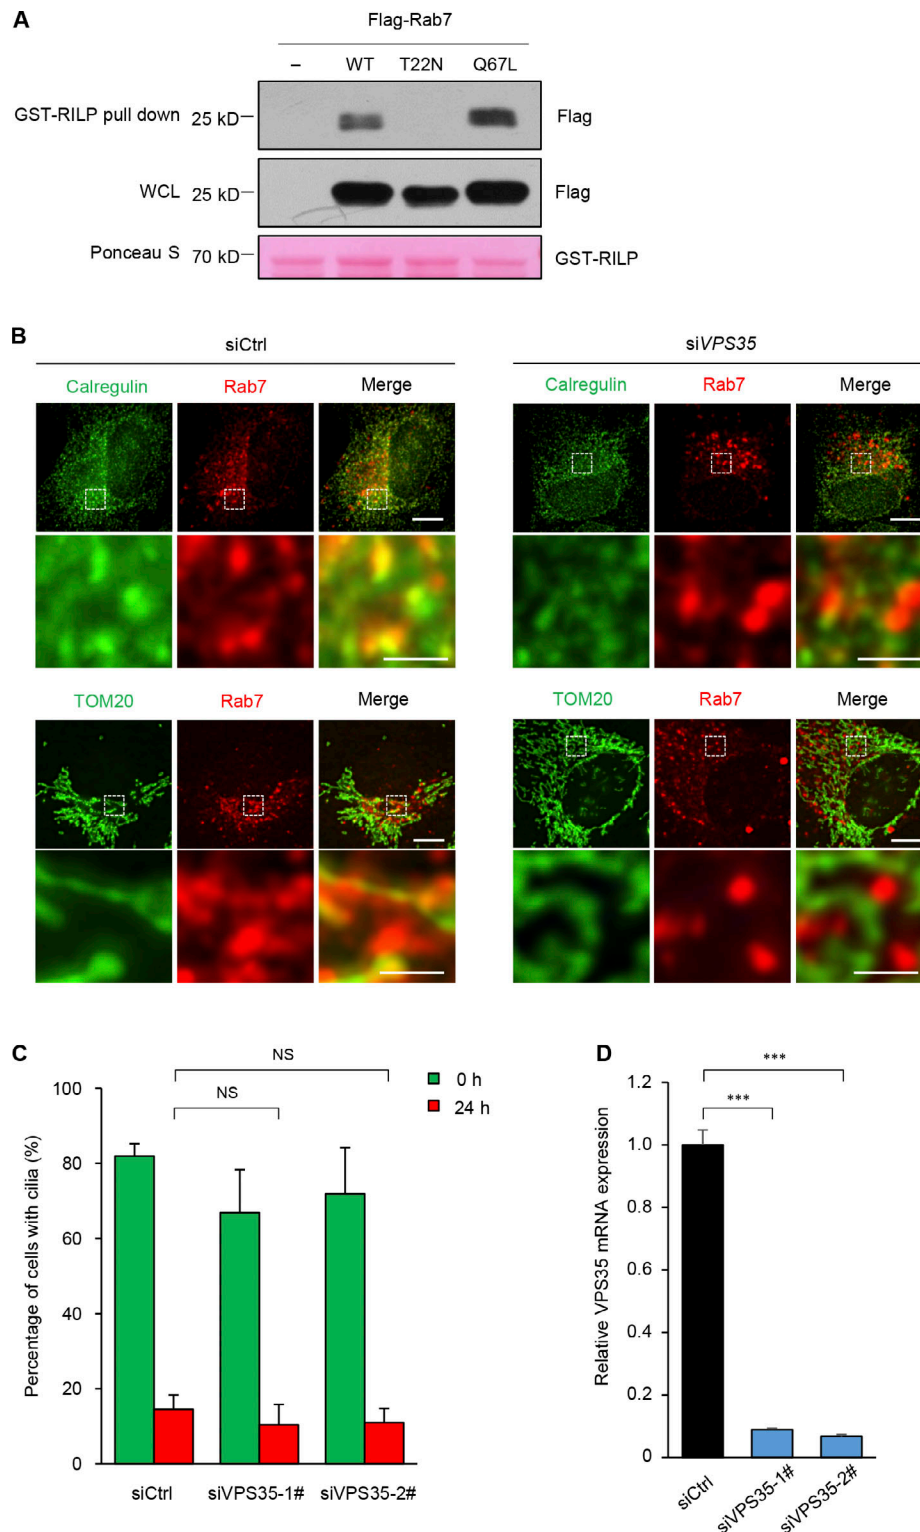 A
Flag-Rab7
– WT T22N Q67L
GST-RILP pull down 25 kD Flag
WCL 25 kD Flag
Ponceau S 70 kD GST-RILP
B
siCtrl siVPS35
Calregulin Rab7 Merge Calregulin Rab7 Merge
TOM20 Rab7 Merge TOM20 Rab7 Merge
C
NS
NS
0 h
24 h
Percentage of cells with cilia (%)
100
80
60
40
20
0
siCtrl siVPS35-1# siVPS35-2#
D
***
***
Relative VPS35 mRNA expression
1.2
1.0
0.8
0.6
0.4
0.2
0
siCtrl siVPS35-1# siVPS35-2#